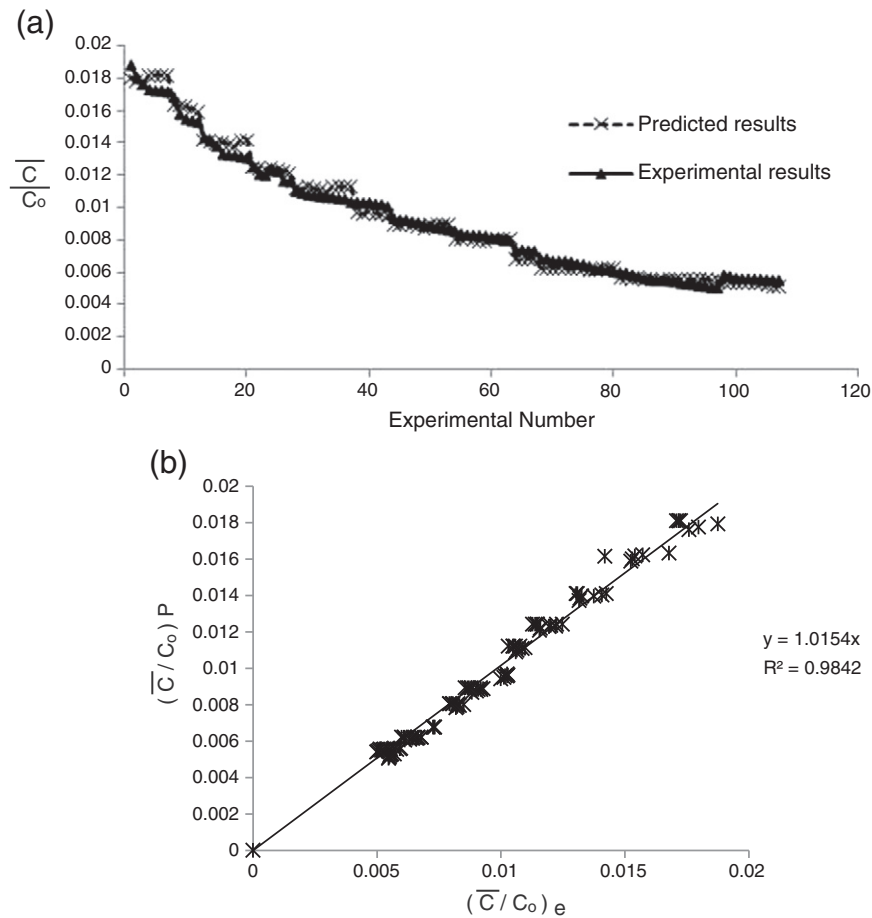 (a)
0.02
0.018
0.016
0.014
0.012
0.01
0.008
0.006
0.004
0.002
0
C̅
Co
Predicted results
Experimental results
0 20 40 60 80 100 120
Experimental Number
(b)
0.02
0.018
0.016
0.014
0.012
0.01
0.008
0.006
0.004
0.002
0
(C̅ / Co) P
y = 1.0154x
R² = 0.9842
0 0.005 0.01 0.015 0.02
(C̅ / Co) e